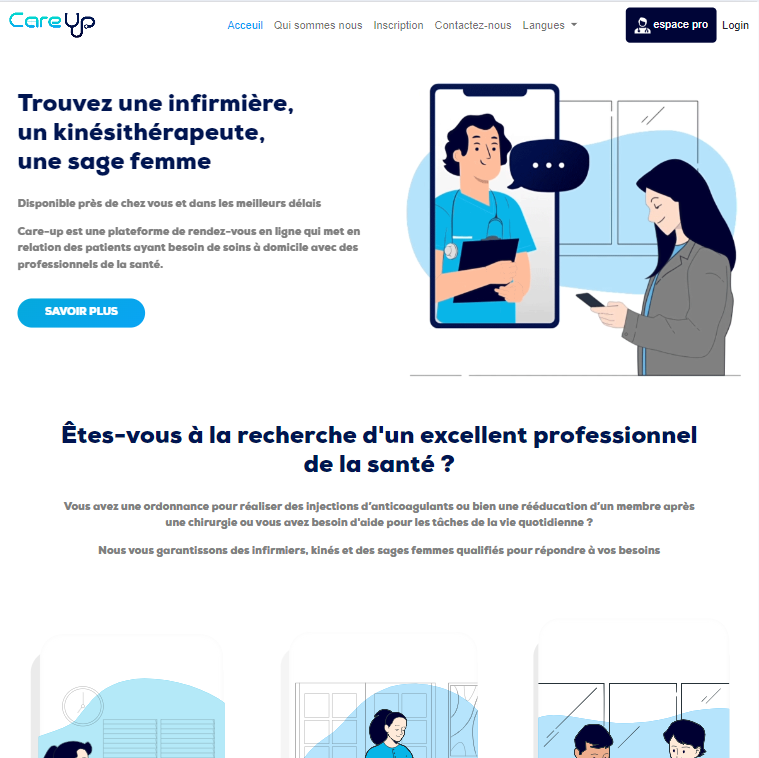 Care Up
Acceuil Qui sommes nous Inscription Contactez-nous Langues
espace pro
Login
Trouvez une infirmière,
un kinésithérapeute,
une sage femme
Disponible près de chez vous et dans les meilleurs délais
Care-up est une plateforme de rendez-vous en ligne qui met en
relation des patients ayant besoin de soins à domicile avec des
professionnels de la santé.
SAVOIR PLUS
Êtes-vous à la recherche d'un excellent professionnel
de la santé ?
Vous avez une ordonnance pour réaliser des injections d'anticoagulants ou bien une rééducation d'un membre après
une chirurgie ou vous avez besoin d'aide pour les tâches de la vie quotidienne ?
Nous vous garantissons des infirmiers, kinés et des sages femmes qualifiés pour répondre à vos besoins